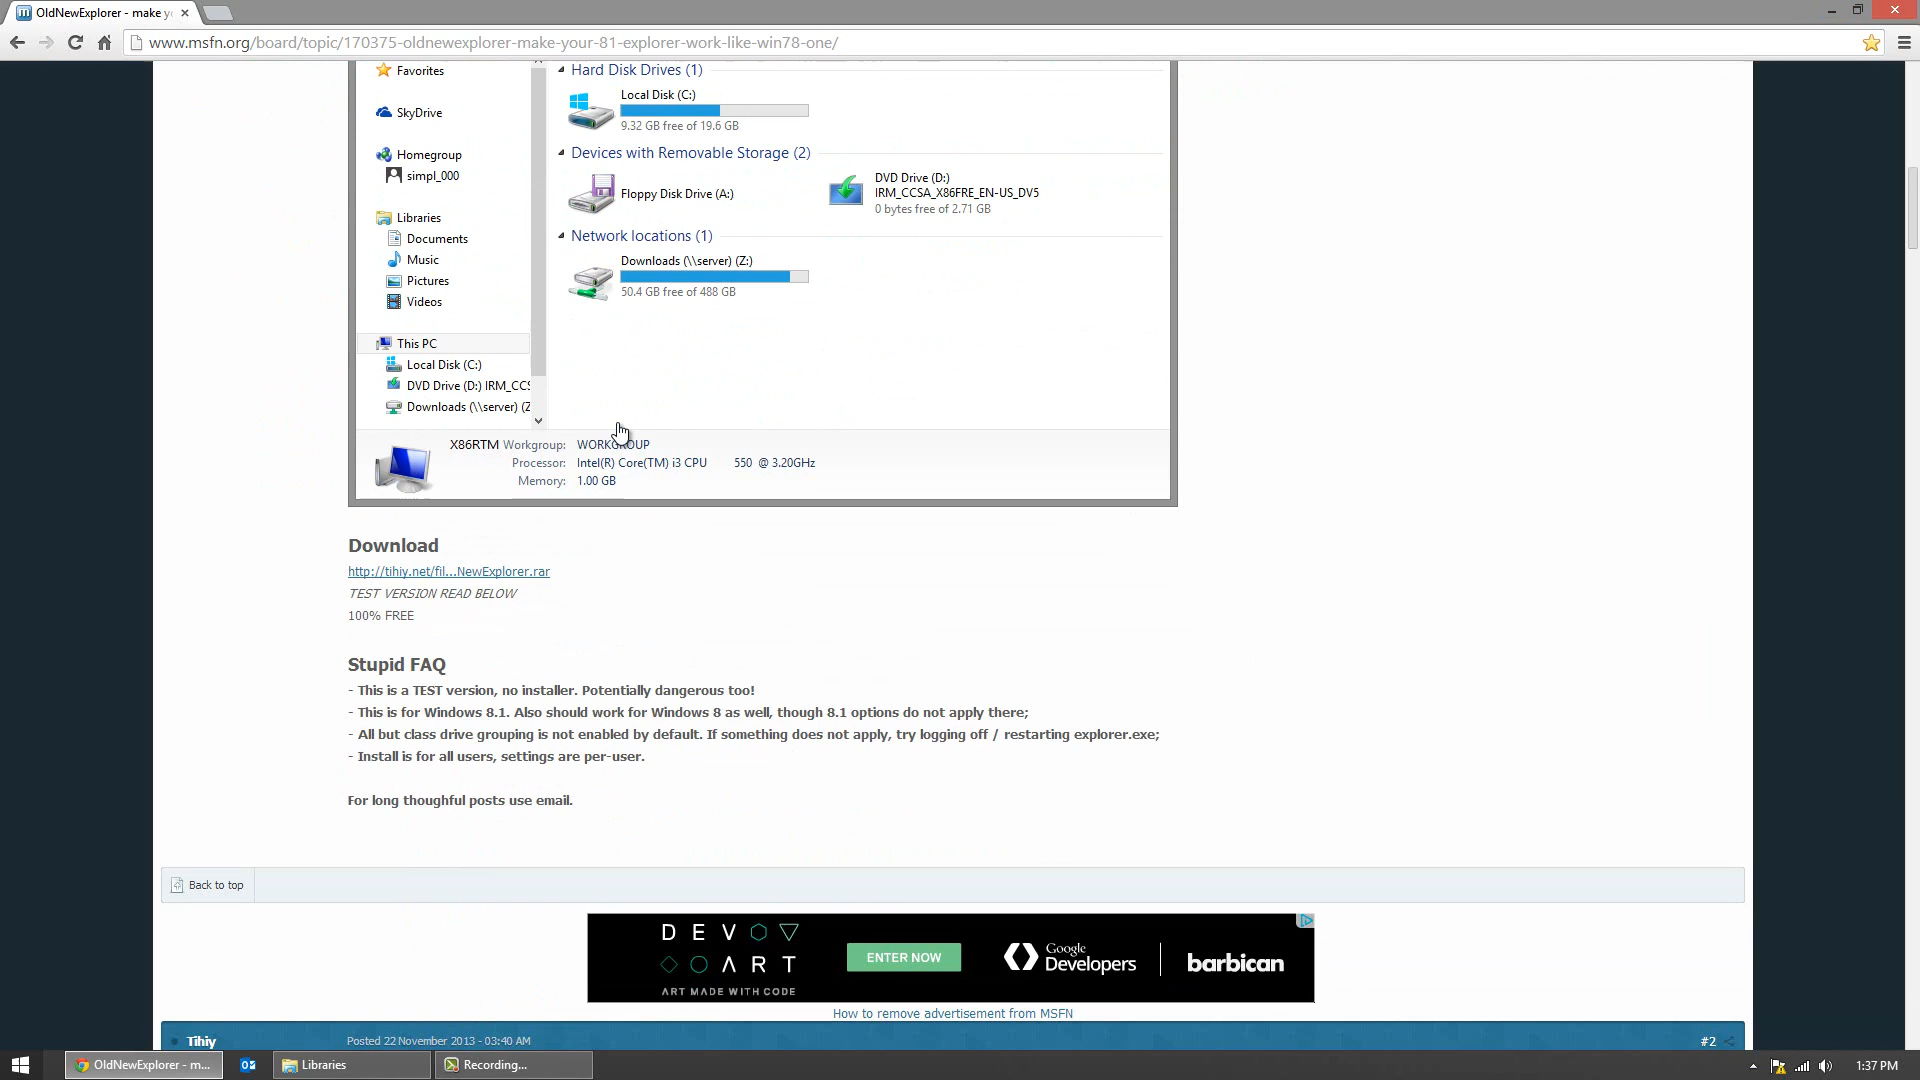 OldNewExplorer - make y
www.msfn.org/board/topic/170375-oldnewexplorer-make-your-81-explorer-work-like-win78-one/
Favorites
SkyDrive
Homegroup
simpl_000
Libraries
Documents
Music
Pictures
Videos
This PC
Local Disk (C:)
DVD Drive (D:) IRM_CCS
Downloads (\\server) (Z
Hard Disk Drives (1)
Local Disk (C:)
9.32 GB free of 19.6 GB
Devices with Removable Storage (2)
Floppy Disk Drive (A:)
DVD Drive (D:)
IRM_CCSA_X86FRE_EN-US_DV5
0 bytes free of 2.71 GB
Network locations (1)
Downloads (\\server) (Z:)
50.4 GB free of 488 GB
X86RTM Workgroup: WORKGROUP
Processor: Intel(R) Core(TM) i3 CPU 550 @ 3.20GHz
Memory: 1.00 GB
Download
http://tihiy.net/fil...NewExplorer.rar
TEST VERSION READ BELOW
100% FREE
Stupid FAQ
- This is a TEST version, no installer. Potentially dangerous too!
- This is for Windows 8.1. Also should work for Windows 8 as well, though 8.1 options do not apply there;
- All but class drive grouping is not enabled by default. If something does not apply, try logging off / restarting explorer.exe;
- Install is for all users, settings are per-user.
For long thoughtful posts use email.
Back to top
DEV
ART
ART MADE WITH CODE
ENTER NOW
Google
Developers
barbican
How to remove advertisement from MSFN
Tihiy
Posted 22 November 2013 - 03:40 AM
#2
OldNewExplorer - m...
Libraries
Recording...
1:37 PM